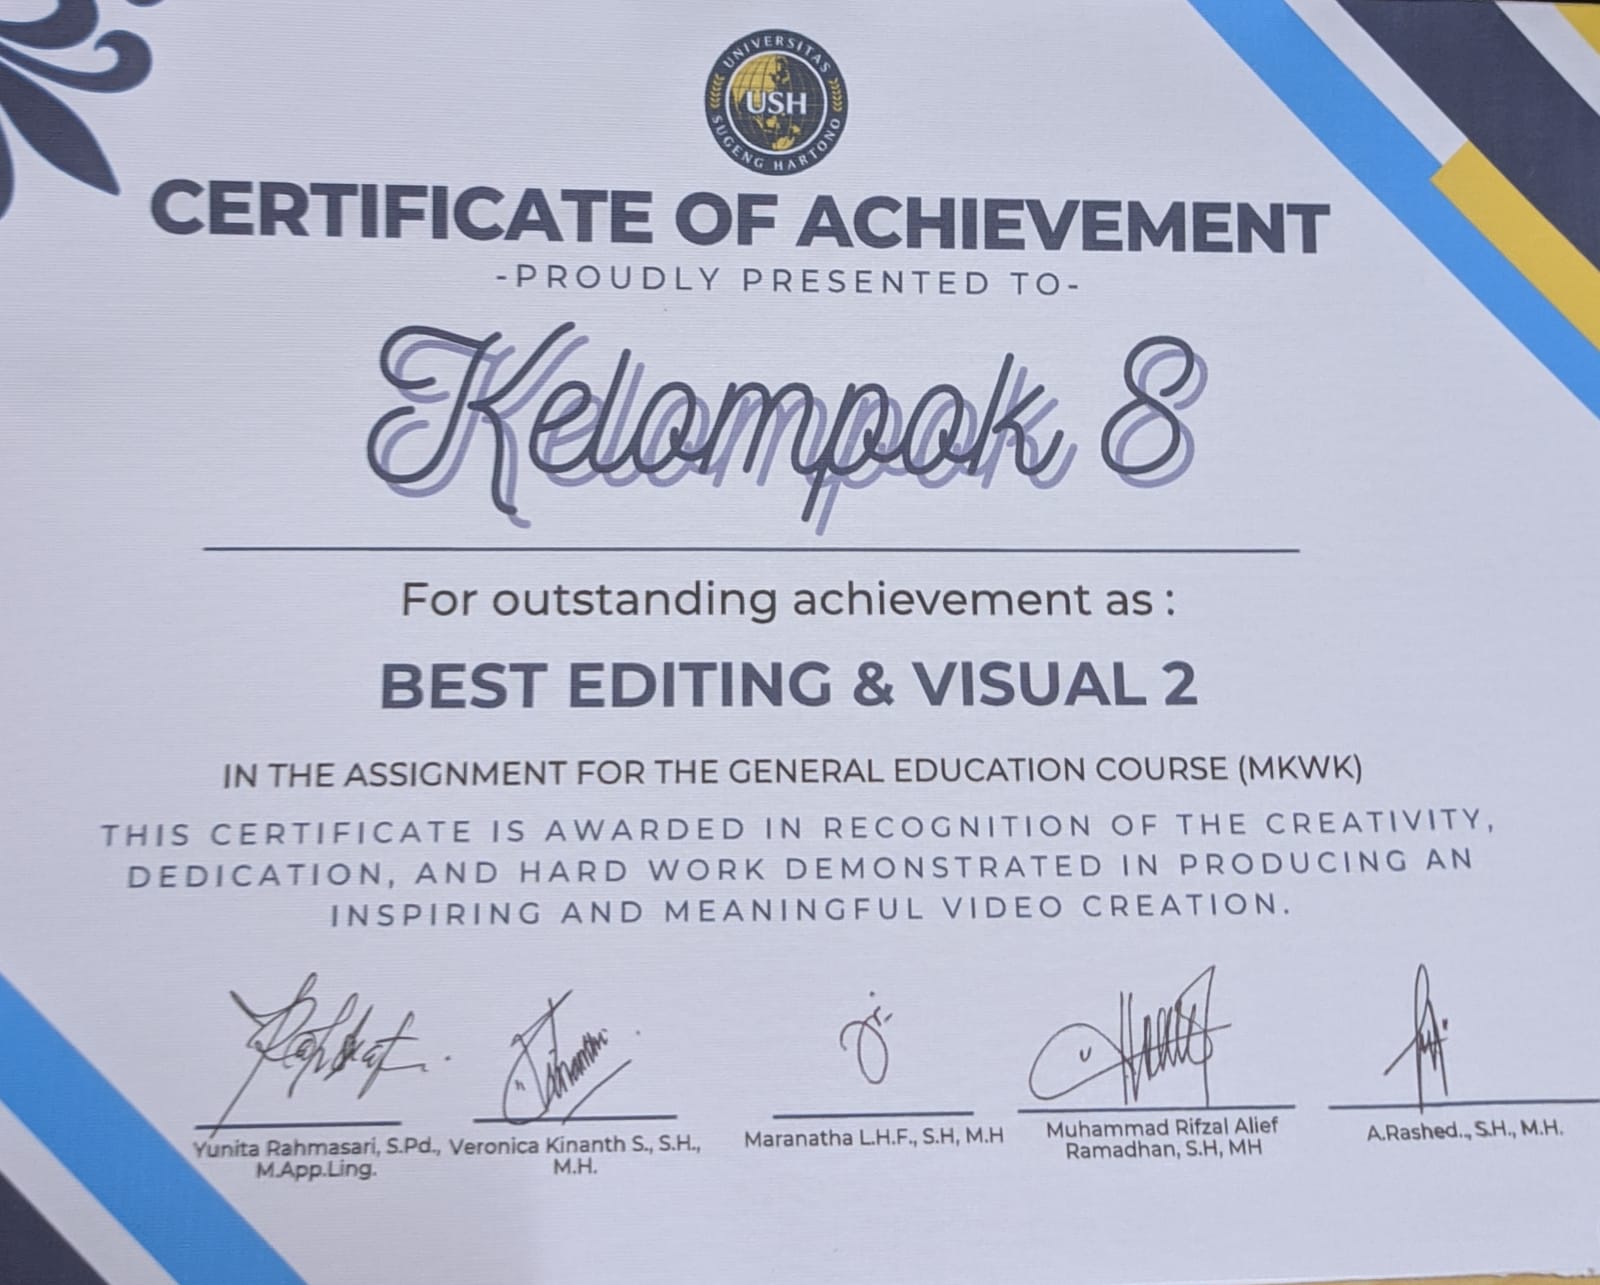 UNIVERSITAS
USH
SUGENG HARTONO
CERTIFICATE OF ACHIEVEMENT
-PROUDLY PRESENTED TO-
Kelompok 8
For outstanding achievement as :
BEST EDITING & VISUAL 2
IN THE ASSIGNMENT FOR THE GENERAL EDUCATION COURSE (MKWK)
THIS CERTIFICATE IS AWARDED IN RECOGNITION OF THE CREATIVITY,
DEDICATION, AND HARD WORK DEMONSTRATED IN PRODUCING AN
INSPIRING AND MEANINGFUL VIDEO CREATION.
Yunita Rahmasari, S.Pd.,
M.App.Ling.
Veronica Kinanth S., S.H.,
M.H.
Maranatha L.H.F., S.H, M.H
Muhammad Rifzal Alief
Ramadhan, S.H, MH
A.Rashed., S.H., M.H.